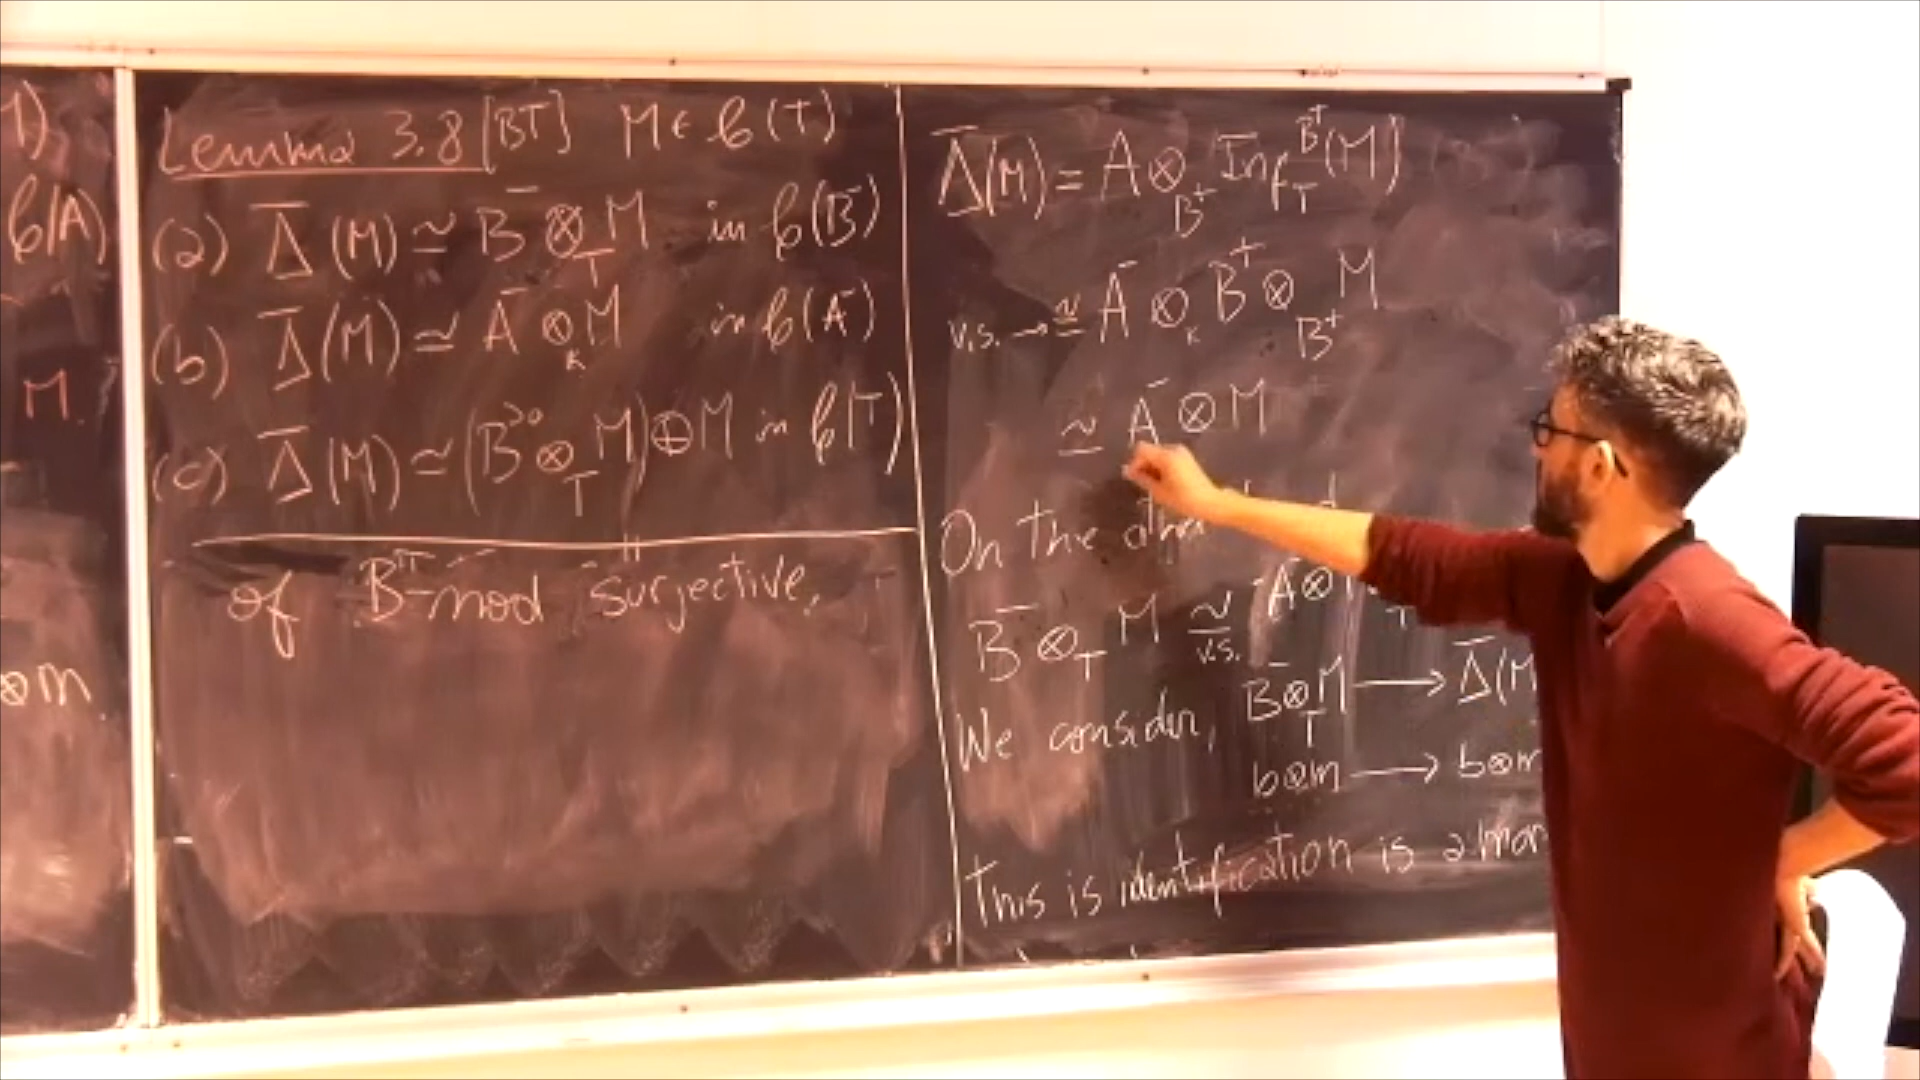 1)
𝒞(A)
M.
⊗m
Lemma 3.8 [BT] M ∈ 𝒞(T)
(a) Δ̄(M) ≃ B⁻ ⊗_T M in 𝒞(B⁻)
(b) Δ̄(M) ≃ A⁻ ⊗_K M in 𝒞(A⁻)
(c) Δ̄(M) ≃ (B^{>0} ⊗_T M) ⊕ M in 𝒞(T)
of B⁻-mod surjective.
Δ̄(M) = A ⊗_{B⁺} Inf_T^{B⁺}(M)
v.s. → ≅ A⁻ ⊗_K B⁺ ⊗_{B⁺} M
≅ A⁻ ⊗ M
On the other
B⁻ ⊗_T M ≅_{v.s.} A⁻ ⊗
We consider, B⁻ ⊗_T M → Δ̄(M
b⊗m → b⊗m
This is identification is a mor